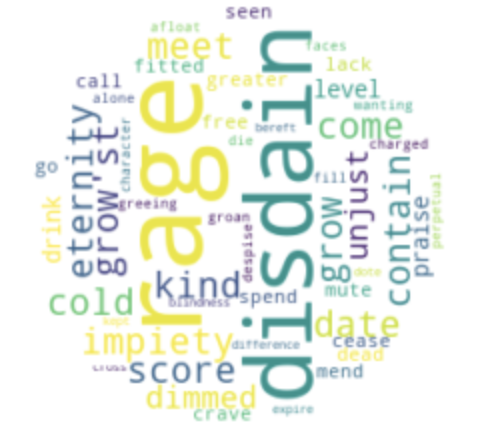 seen
afloat
meet
faces
fitted
lack
call
greater
level
alone
wanting
rage
disdain
free
bereft
come
eternity
grow'st
character
die
charged
go
unjust
contain
fill
greeing
groan
drink
despise
grow
praise
perpetual
kind
dote
mute
cold
blindness
spend
kept
date
impiety
difference
cease
dead
cross
score
mend
dimmed
crave
expire